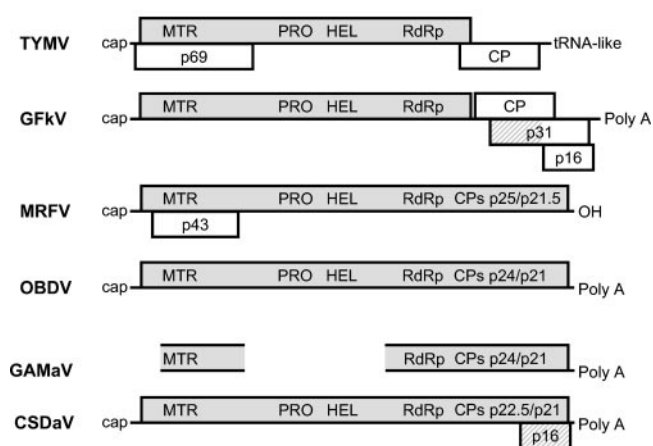 MTR PRO HEL RdRp
TYMV cap tRNA-like
p69 CP
MTR PRO HEL RdRp CP
GFkV cap Poly A
p31
p16
MTR PRO HEL RdRp CPs p25/p21.5
MRFV cap OH
p43
MTR PRO HEL RdRp CPs p24/p21
OBDV cap Poly A
MTR RdRp CPs p24/p21
GAMaV Poly A
MTR PRO HEL RdRp CPs p22.5/p21
CSDaV cap Poly A
p16